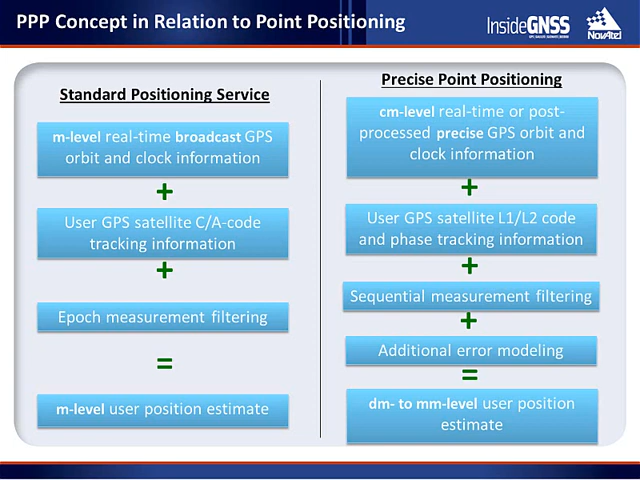 PPP Concept in Relation to Point Positioning
InsideGNSS
NovAtel
Standard Positioning Service
m-level real-time broadcast GPS
orbit and clock information
+
User GPS satellite C/A-code
tracking information
+
Epoch measurement filtering
=
m-level user position estimate
Precise Point Positioning
cm-level real-time or post-
processed precise GPS orbit and
clock information
+
User GPS satellite L1/L2 code
and phase tracking information
+
Sequential measurement filtering
+
Additional error modeling
=
dm- to mm-level user position
estimate